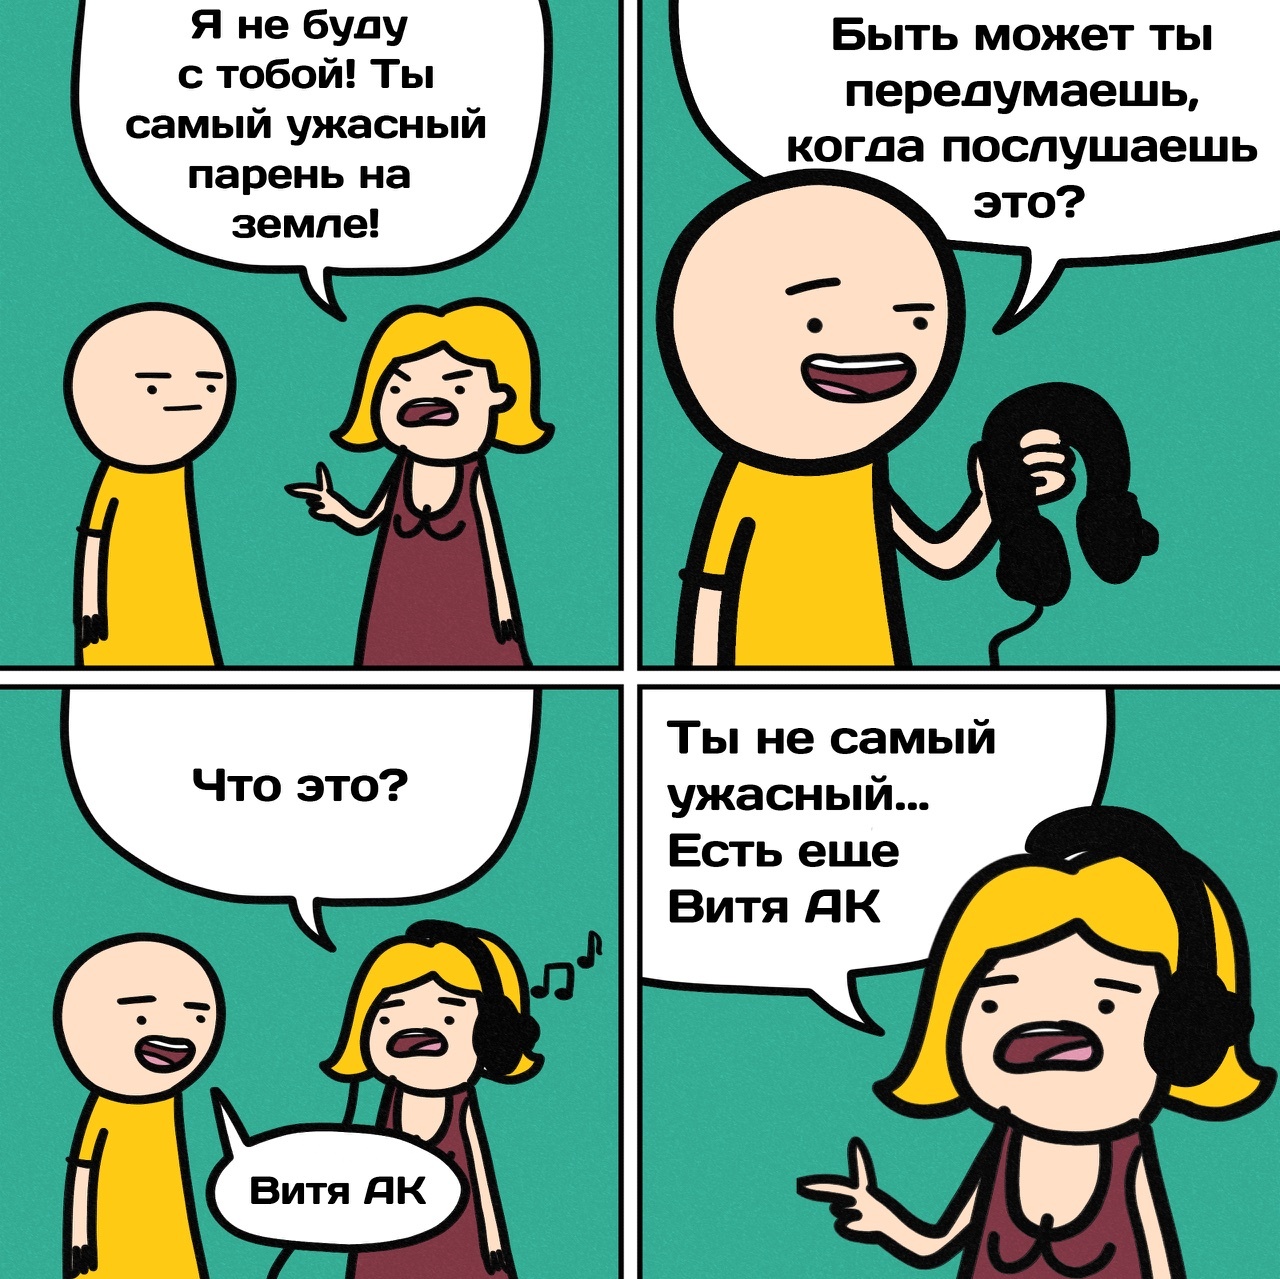 Я не буду
с тобой! Ты
самый ужасный
парень на
земле!
Быть может ты
передумаешь,
когда послушаешь
это?
Что это?
Витя АК
Ты не самый
ужасный...
Есть еще
Витя АК